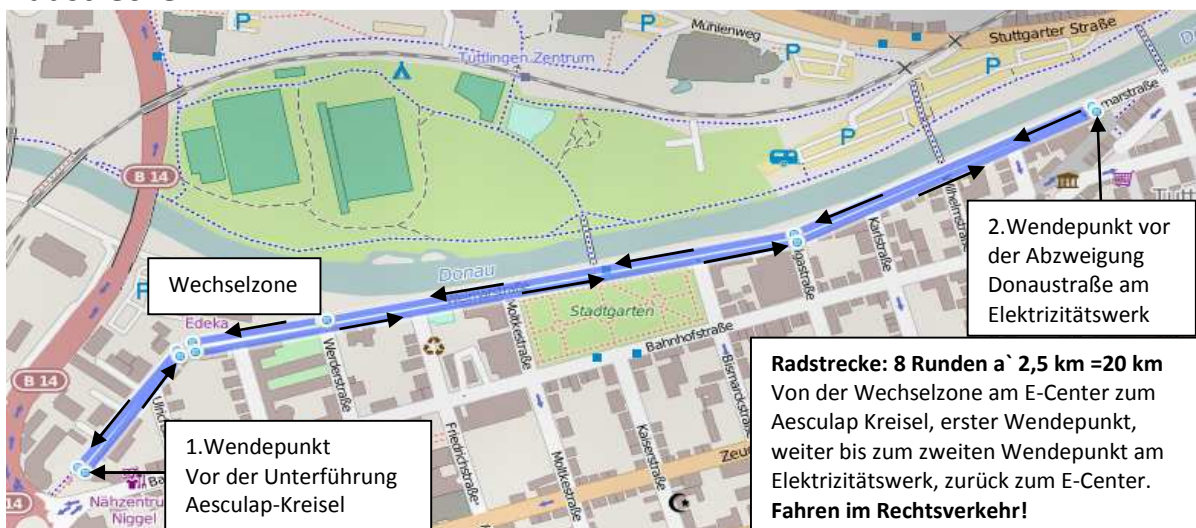 Mühlenweg
Stuttgarter Straße
Tuttlingen Zentrum
P
P
P
P
P
B 14
Donau
Wechselzone
Edeka
Stadtgarten
Bahnhofstraße
Werderstraße
Moltkestraße
Karlstraße
2.Wendepunkt vor
der Abzweigung
Donaustraße am
Elektrizitätswerk
B 14
1.Wendepunkt
Vor der Unterführung
Aesculap-Kreisel
Friedrichstraße
Moltkestraße
Kaiserstraße
Bismarckstraße
Nähzentrum
Niggel
14
Radstrecke: 8 Runden a` 2,5 km =20 km
Von der Wechselzone am E-Center zum
Aesculap Kreisel, erster Wendepunkt,
weiter bis zum zweiten Wendepunkt am
Elektrizitätswerk, zurück zum E-Center.
Fahren im Rechtsverkehr!